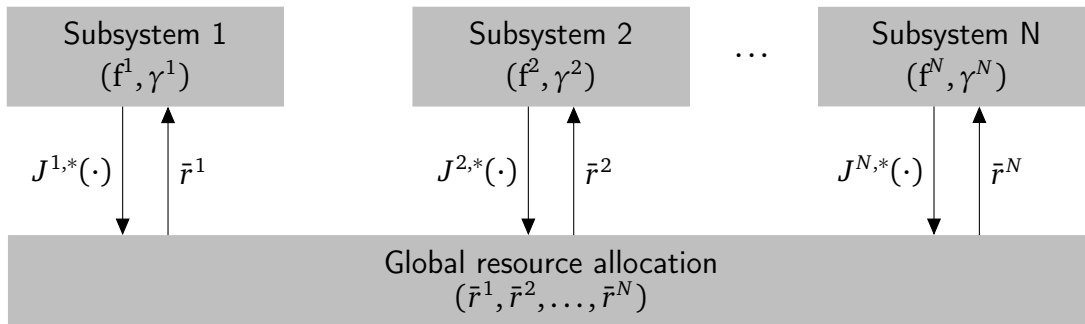 Subsystem 1
(f¹, γ¹)
Subsystem 2
(f², γ²)
...
Subsystem N
(fᴺ, γᴺ)
J¹,*(·)
r̄¹
J²,*(·)
r̄²
Jᴺ,*(·)
r̄ᴺ
Global resource allocation
(r̄¹, r̄², ..., r̄ᴺ)